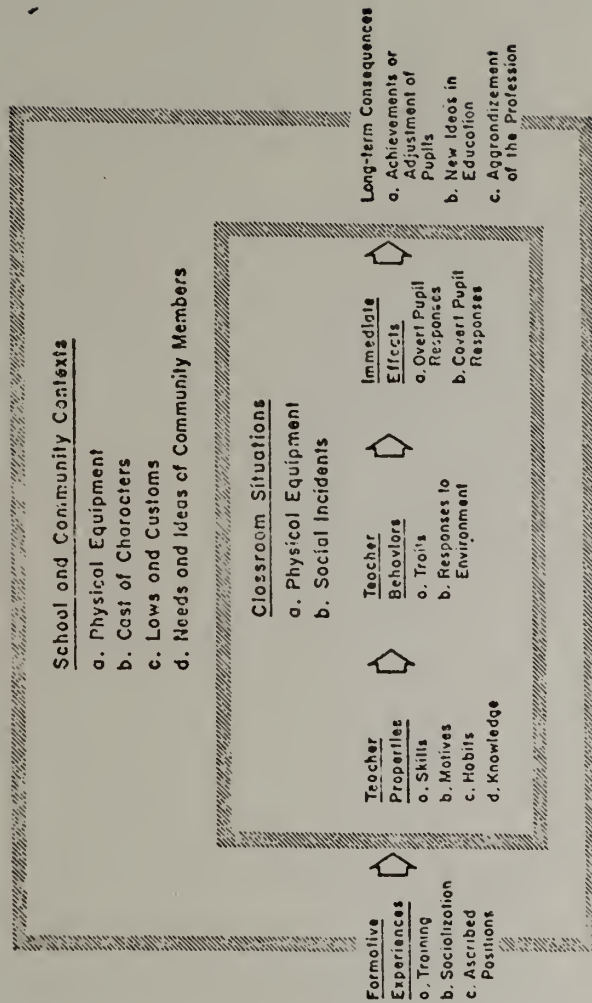 School and Community Contexts
a. Physical Equipment
b. Cast of Characters
c. Laws and Customs
d. Needs and Ideas of Community Members
Classroom Situations
a. Physical Equipment
b. Social Incidents
Formative
Experiences
a. Training
b. Socialization
c. Ascribed
Positions
Teacher
Properties
a. Skills
b. Motives
c. Habits
d. Knowledge
Teacher
Behaviors
a. Traits
b. Responses to
Environment
Immediate
Effects
a. Overt Pupil
Responses
b. Covert Pupil
Responses
Long-term Consequences
a. Achievements or
Adjustment of
Pupils
b. New Ideas in
Education
c. Aggrandizement
of the Profession